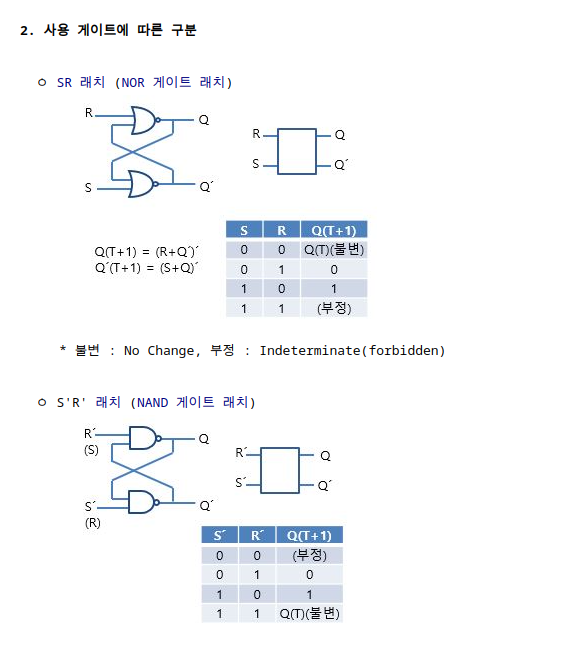 2. 사용 게이트에 따른 구분
ㅇ SR 래치 (NOR 게이트 래치)
R
Q
S
Q´
R
Q
S
Q´
Q(T+1) = (R+Q´)´
Q´(T+1) = (S+Q)´
S R Q(T+1)
0 0 Q(T)(불변)
0 1 0
1 0 1
1 1 (부정)
* 불변 : No Change, 부정 : Indeterminate(forbidden)
ㅇ S'R' 래치 (NAND 게이트 래치)
R´
(S)
Q
S´
(R)
Q´
R´
Q
S´
Q´
S´ R´ Q(T+1)
0 0 (부정)
0 1 0
1 0 1
1 1 Q(T)(불변)